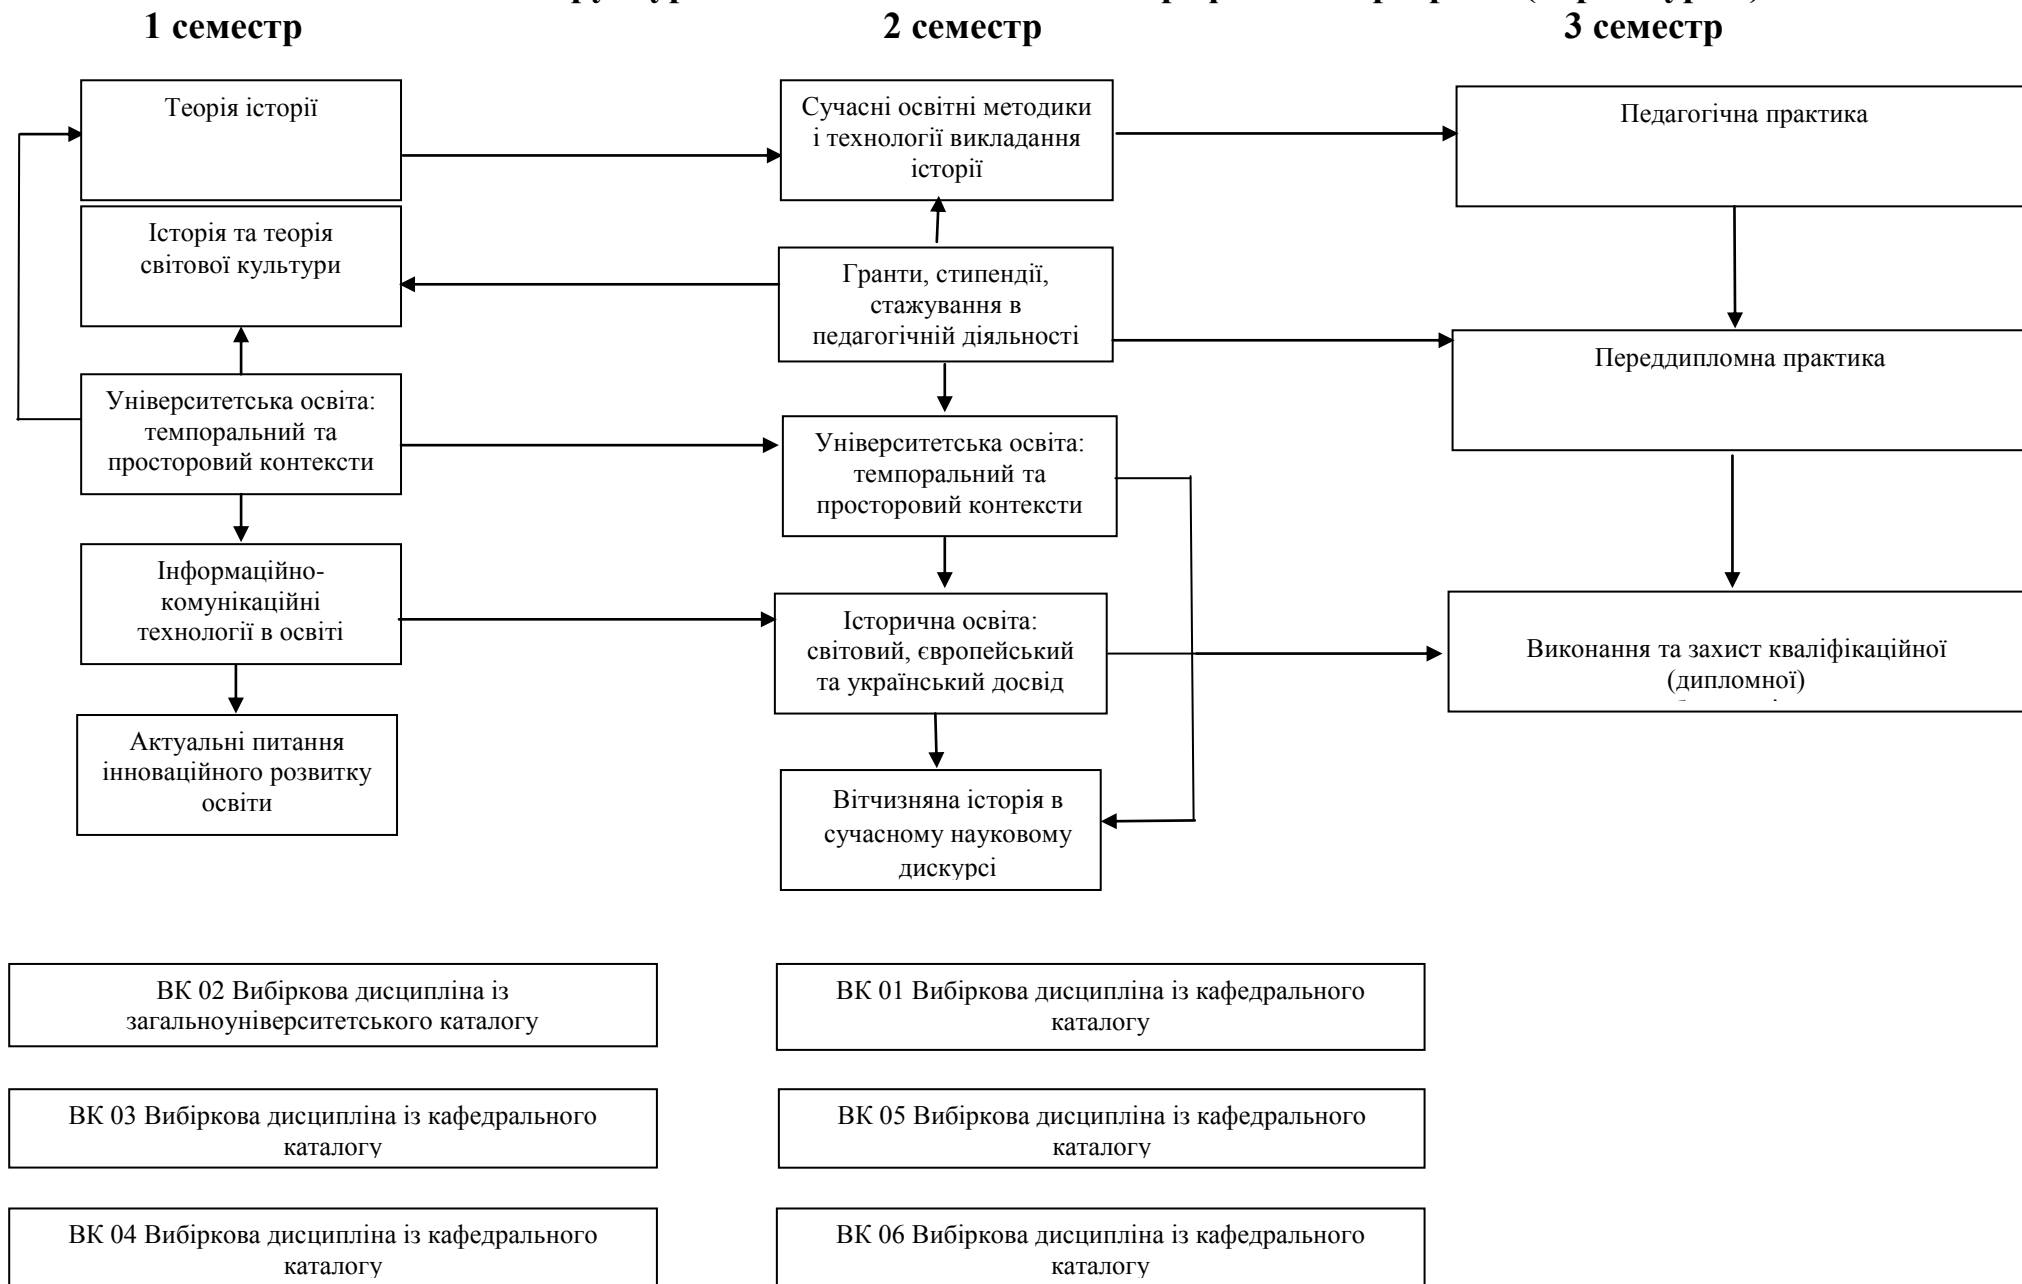 1 семестр
2 семестр
3 семестр
Теорія історії
Історія та теорія
світової культури
Університетська освіта:
темпоральний та
просторовий контексти
Інформаційно-
комунікаційні
технології в освіті
Актуальні питання
інноваційного розвитку
освіти
Сучасні освітні методики
і технології викладання
історії
Гранти, стипендії,
стажування в
педагогічній діяльності
Університетська освіта:
темпоральний та
просторовий контексти
Історична освіта:
світовий, європейський
та український досвід
Вітчизняна історія в
сучасному науковому
дискурсі
Педагогічна практика
Переддипломна практика
Виконання та захист кваліфікаційної
(дипломної)
ВК 02 Вибіркова дисципліна із
загальноуніверситетського каталогу
ВК 01 Вибіркова дисципліна із кафедрального
каталогу
ВК 03 Вибіркова дисципліна із кафедрального
каталогу
ВК 05 Вибіркова дисципліна із кафедрального
каталогу
ВК 04 Вибіркова дисципліна із кафедрального
каталогу
ВК 06 Вибіркова дисципліна із кафедрального
каталогу